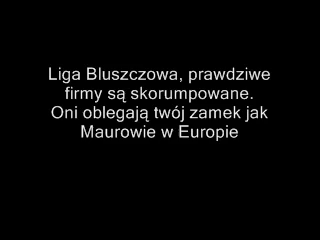 Liga Bluszczowa, prawdziwe
firmy są skorumpowane.
Oni oblegają twój zamek jak
Maurowie w Europie